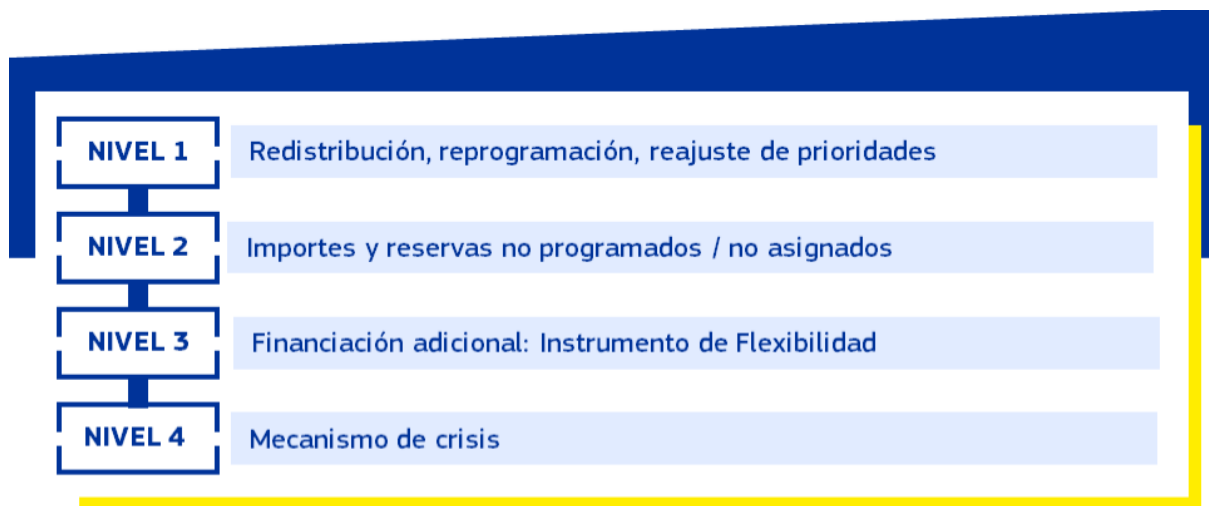 NIVEL 1
Redistribución, reprogramación, reajuste de prioridades
NIVEL 2
Importes y reservas no programados / no asignados
NIVEL 3
Financiación adicional: Instrumento de Flexibilidad
NIVEL 4
Mecanismo de crisis